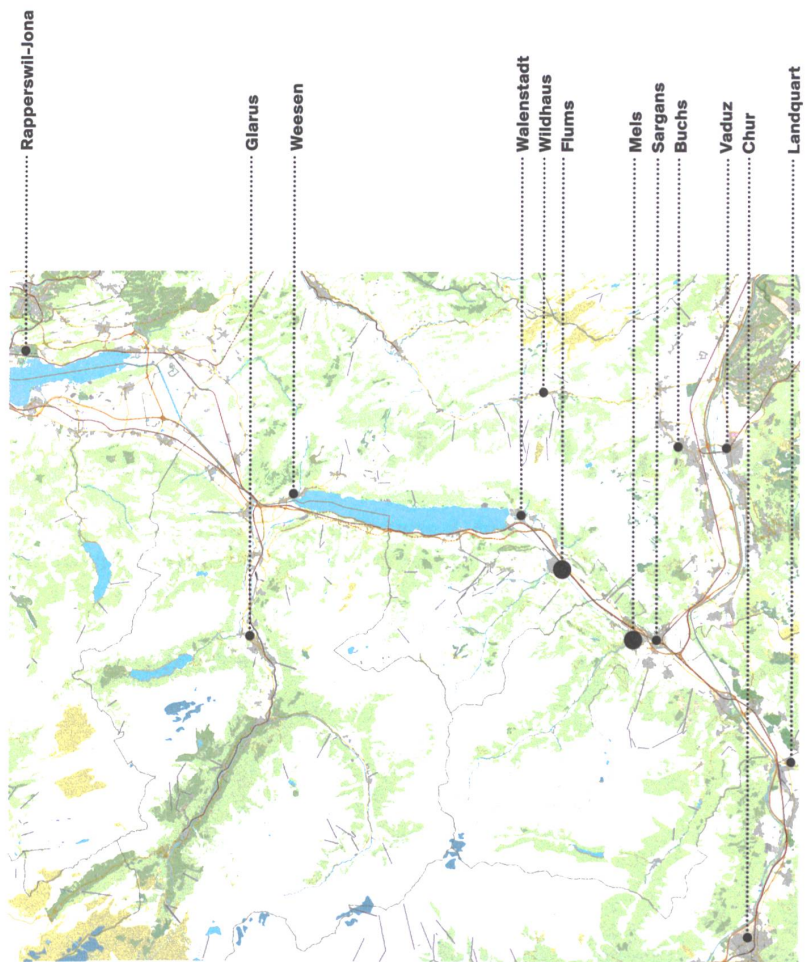 Rapperswil-Jona
Glarus
Weesen
Walenstadt
Wildhaus
Flums
Mels
Sargans
Buchs
Vaduz
Chur
Landquart